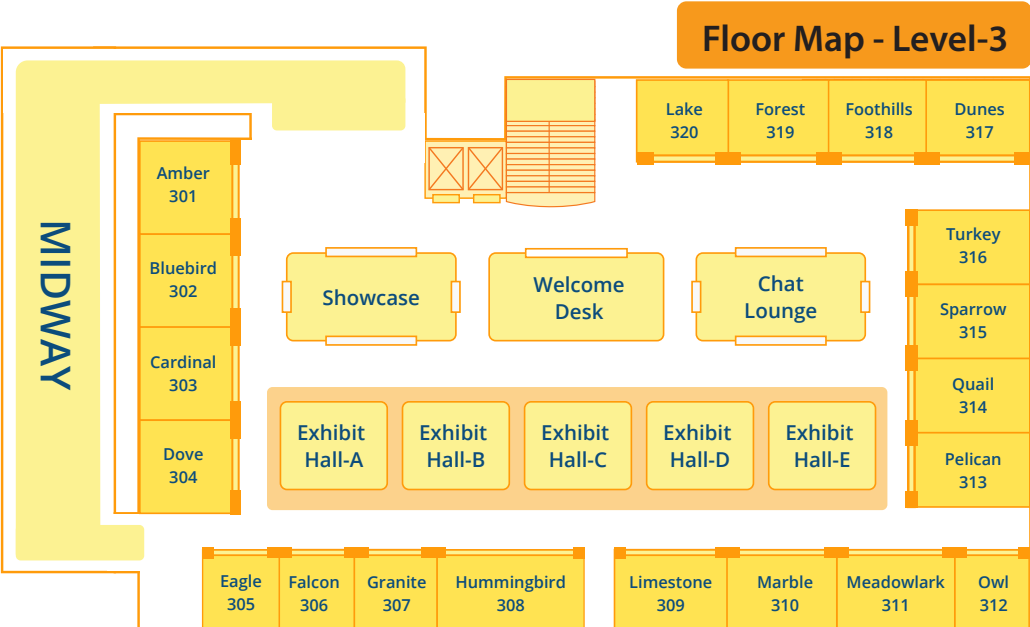 Floor Map - Level-3
Lake
320
Forest
319
Foothills
318
Dunes
317
MIDWAY
Amber
301
Bluebird
302
Cardinal
303
Dove
304
Showcase
Welcome
Desk
Chat
Lounge
Turkey
316
Sparrow
315
Quail
314
Pelican
313
Exhibit
Hall-A
Exhibit
Hall-B
Exhibit
Hall-C
Exhibit
Hall-D
Exhibit
Hall-E
Eagle
305
Falcon
306
Granite
307
Hummingbird
308
Limestone
309
Marble
310
Meadowlark
311
Owl
312